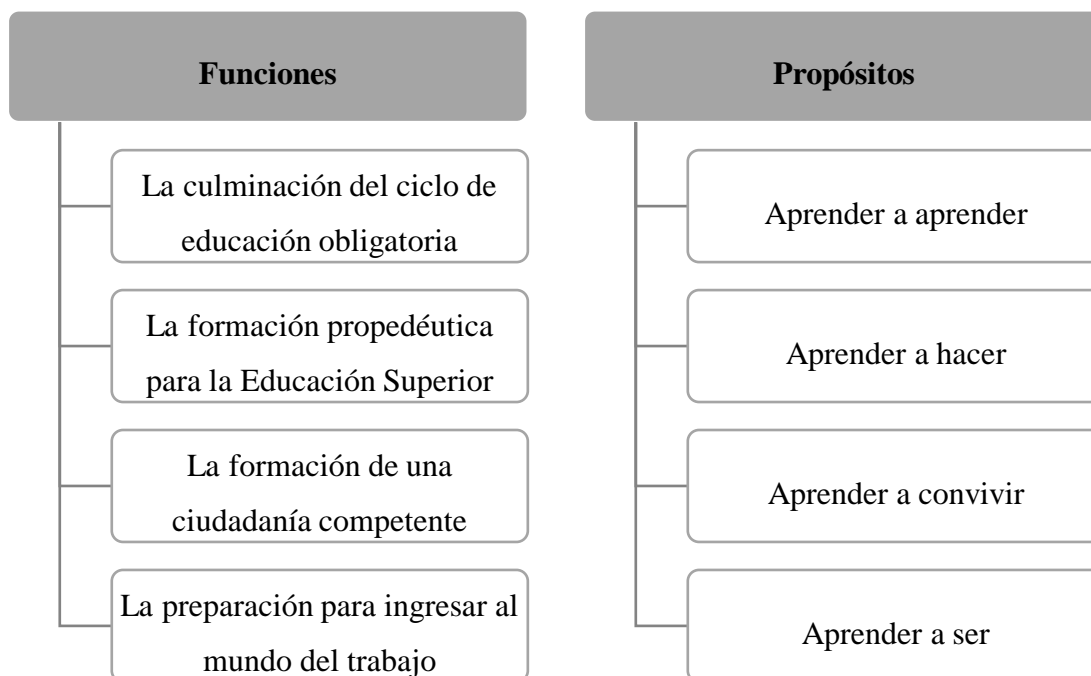 Funciones
La culminación del ciclo de
educación obligatoria
La formación propedéutica
para la Educación Superior
La formación de una
ciudadanía competente
La preparación para ingresar al
mundo del trabajo
Propósitos
Aprender a aprender
Aprender a hacer
Aprender a convivir
Aprender a ser